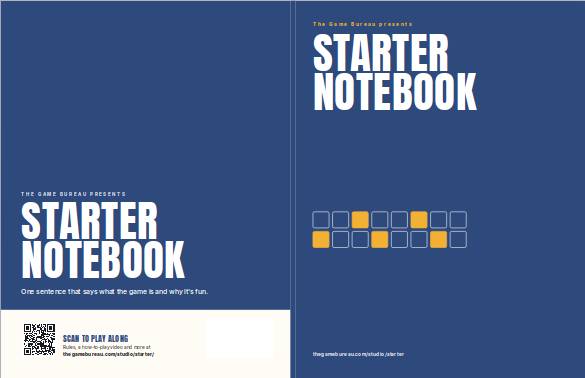 THE GAME BUREAU PRESENTS
STARTER
NOTEBOOK
One sentence that says what the game is and why it's fun.
SCAN TO PLAY ALONG
Rules, a how-to-play video and more at
thegamebureau.com/studio/starter/
The Game Bureau presents
STARTER
NOTEBOOK
thegamebureau.com/studio/starter